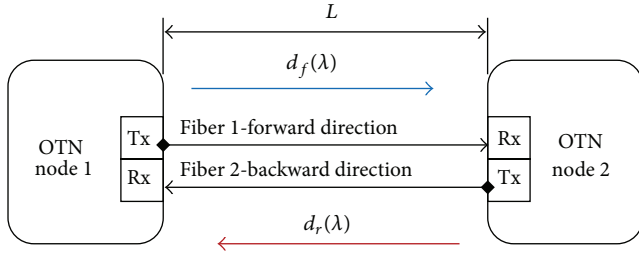 L
d_f(λ)
OTN
node 1
Tx
Rx
Fiber 1-forward direction
Fiber 2-backward direction
Rx
Tx
OTN
node 2
d_r(λ)